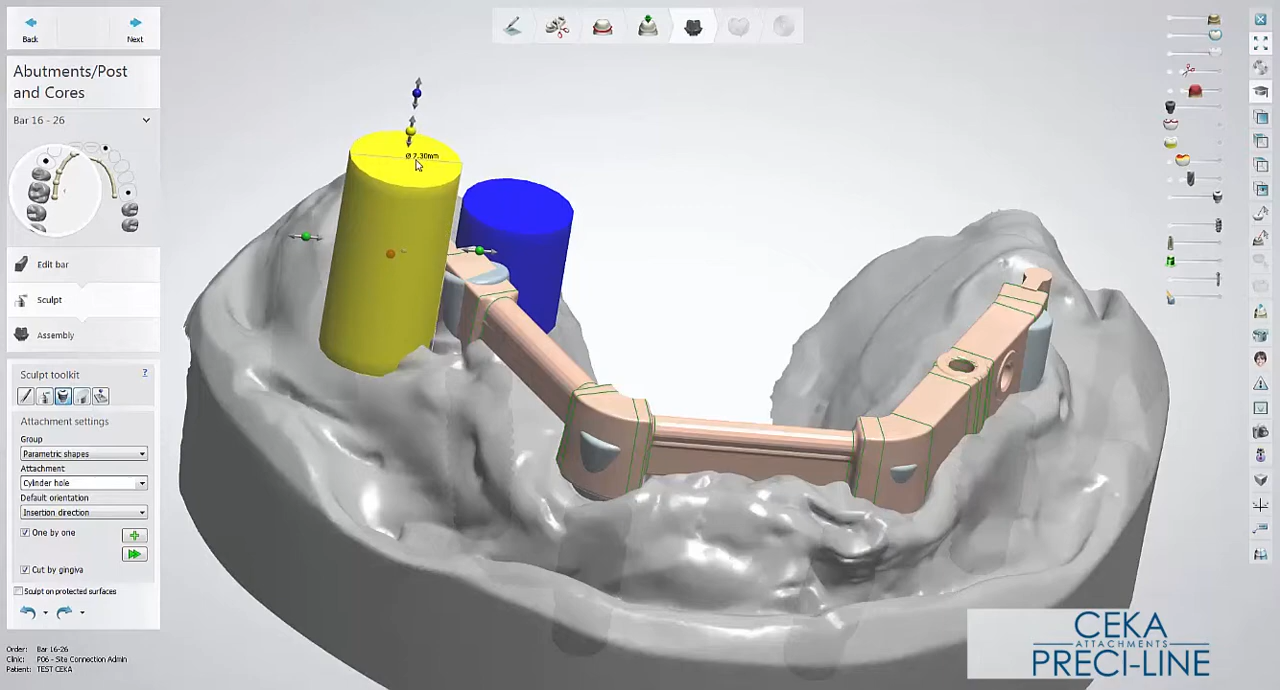 Back
Next
Abutments/Post
and Cores
Bar 16 - 26
Edit bar
Sculpt
Assembly
Sculpt toolkit
?
Attachment settings
Group
Parametric shapes
Attachment:
Cylinder hole
Default orientation
Insertion direction
One by one
Cut by gingiva
Sculpt on protected surfaces
Order: Bar 16-26
Clinic: P06 - Site Connection Admin
Patient: TEST CEKA
Ø 7.30mm
CEKA
ATTACHMENTS
PRECI-LINE